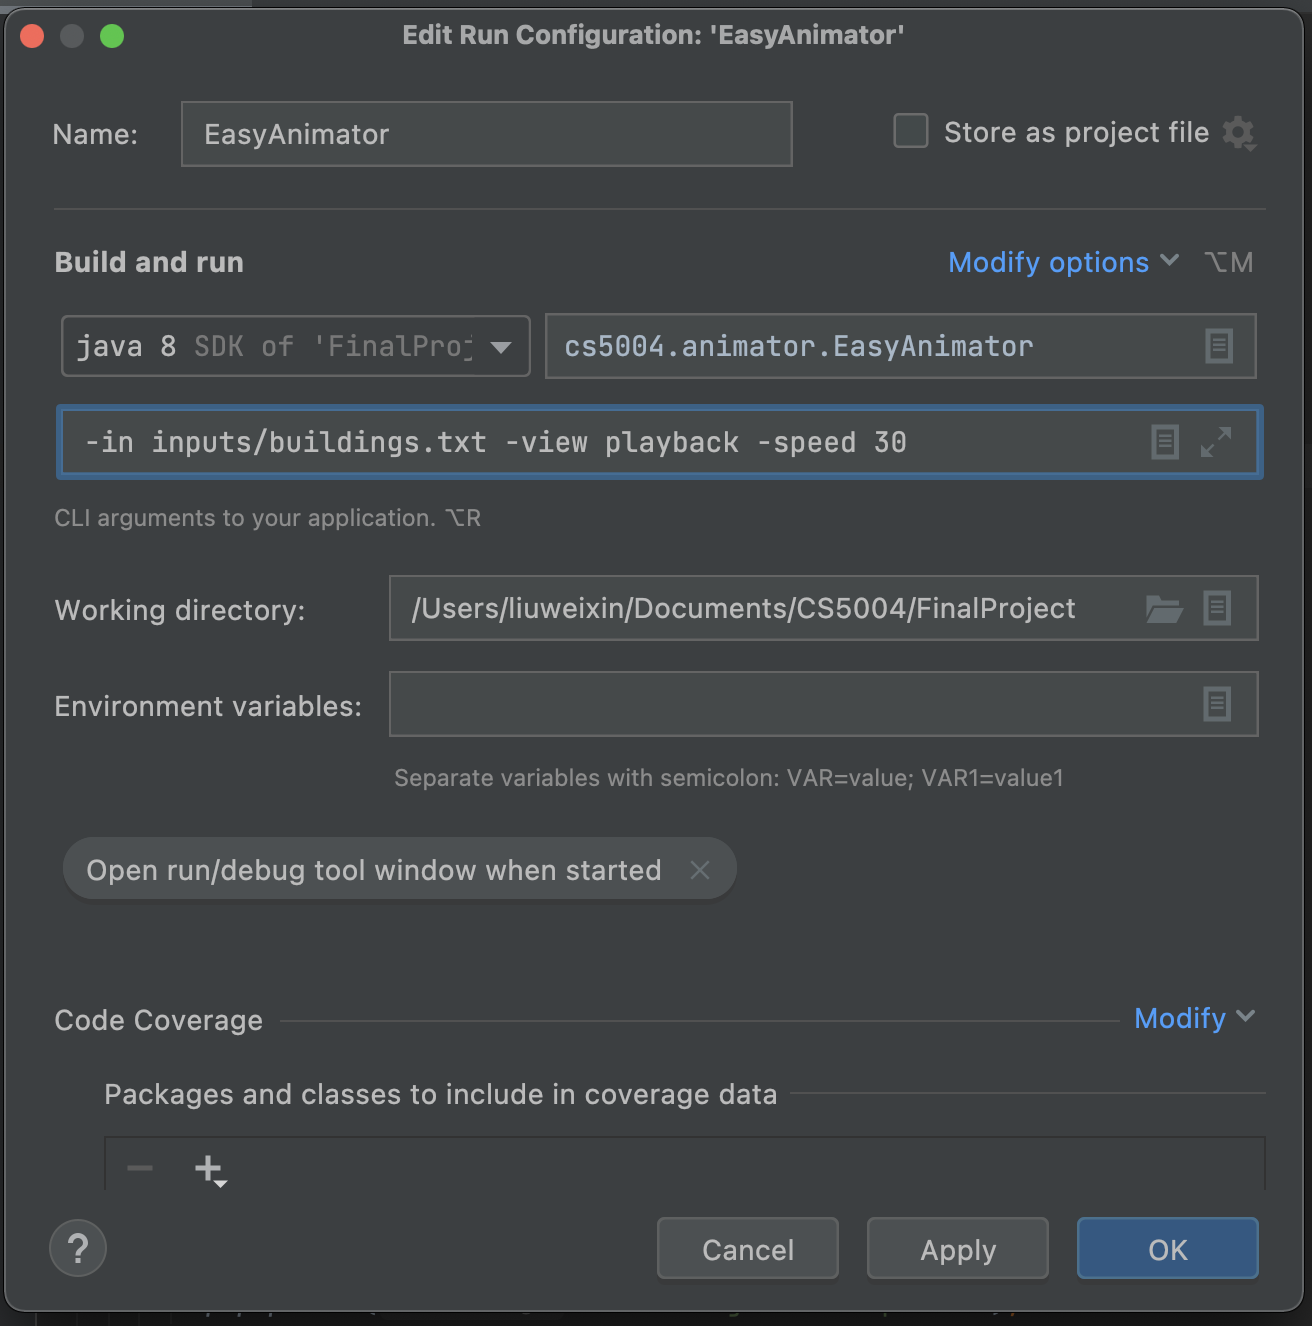 Edit Run Configuration: 'EasyAnimator'
Name: EasyAnimator Store as project file
Build and run Modify options ⌥M
java 8 SDK of 'FinalProj cs5004.animator.EasyAnimator
-in inputs/buildings.txt -view playback -speed 30
CLI arguments to your application. ⌥R
Working directory: /Users/liuweixin/Documents/CS5004/FinalProject
Environment variables:
Separate variables with semicolon: VAR=value; VAR1=value1
Open run/debug tool window when started
Code Coverage Modify
Packages and classes to include in coverage data
? Cancel Apply OK